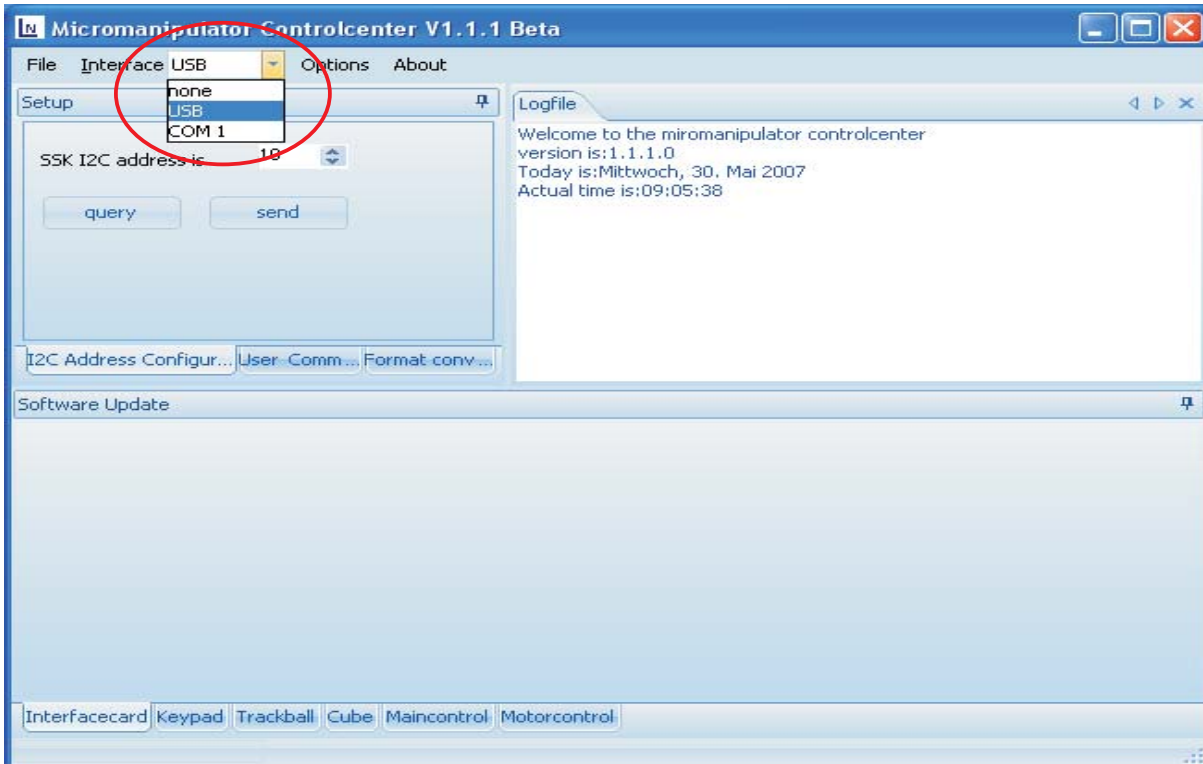 Micromanipulator Controlcenter V1.1.1 Beta
File Interface USB Options About
none
USB
COM 1
Setup
SSK I2C address is
query send
I2C Address Configur... User Comm... Format conv...
Logfile
Welcome to the miromanipulator controlcenter
version is:1.1.1.0
Today is:Mittwoch, 30. Mai 2007
Actual time is:09:05:38
Software Update
Interfacecard Keypad Trackball Cube Maincontrol Motorcontrol